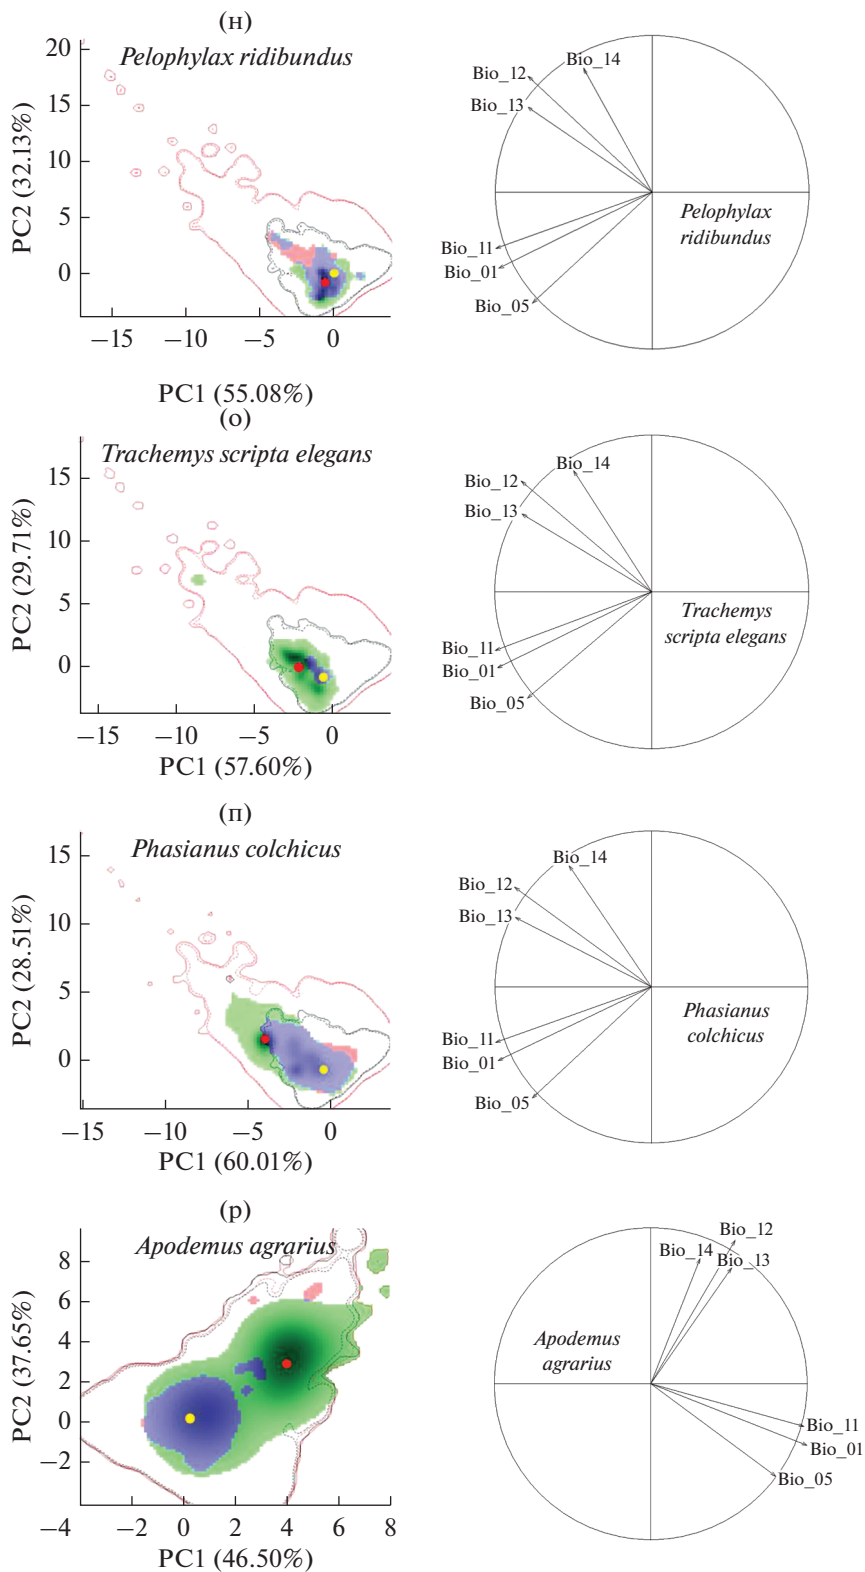 (н)
Pelophylax ridibundus
20
15
10
5
0
PC2 (32.13%)
−15 −10 −5 0
PC1 (55.08%)
Bio_14
Bio_12
Bio_13
Pelophylax
ridibundus
Bio_11
Bio_01
Bio_05
(о)
Trachemys scripta elegans
15
10
5
0
PC2 (29.71%)
−15 −10 −5 0
PC1 (57.60%)
Bio_14
Bio_12
Bio_13
Trachemys
scripta elegans
Bio_11
Bio_01
Bio_05
(п)
Phasianus colchicus
15
10
5
0
PC2 (28.51%)
−15 −10 −5 0
PC1 (60.01%)
Bio_14
Bio_12
Bio_13
Phasianus
colchicus
Bio_11
Bio_01
Bio_05
(р)
Apodemus agrarius
8
6
4
2
0
−2
PC2 (37.65%)
−4 −2 0 2 4 6 8
PC1 (46.50%)
Bio_12
Bio_14
Bio_13
Apodemus
agrarius
Bio_11
Bio_01
Bio_05